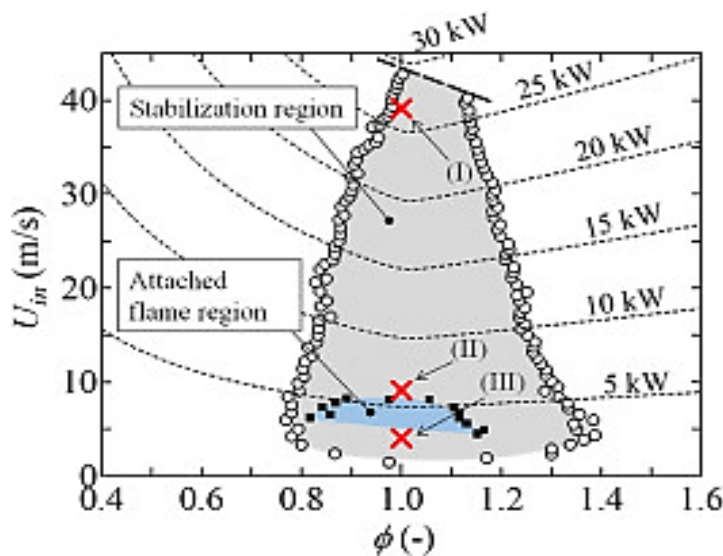 30 kW
25 kW
20 kW
15 kW
10 kW
5 kW
Stabilization region
(I)
Attached
flame region
(II)
(III)
U_in (m/s)
40
30
20
10
0
0.4 0.6 0.8 1.0 1.2 1.4 1.6
ϕ (-)